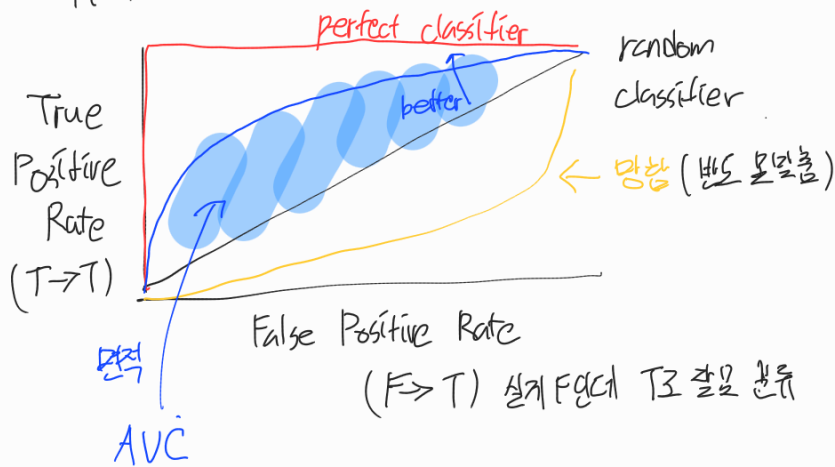 perfect classifier
random
classifier
better
True
Positive
Rate
(T→T)
← 망함 (반도 못맞춤)
False Positive Rate
(F→T) 실제 F인데 T로 잘못 분류
면적
AUC